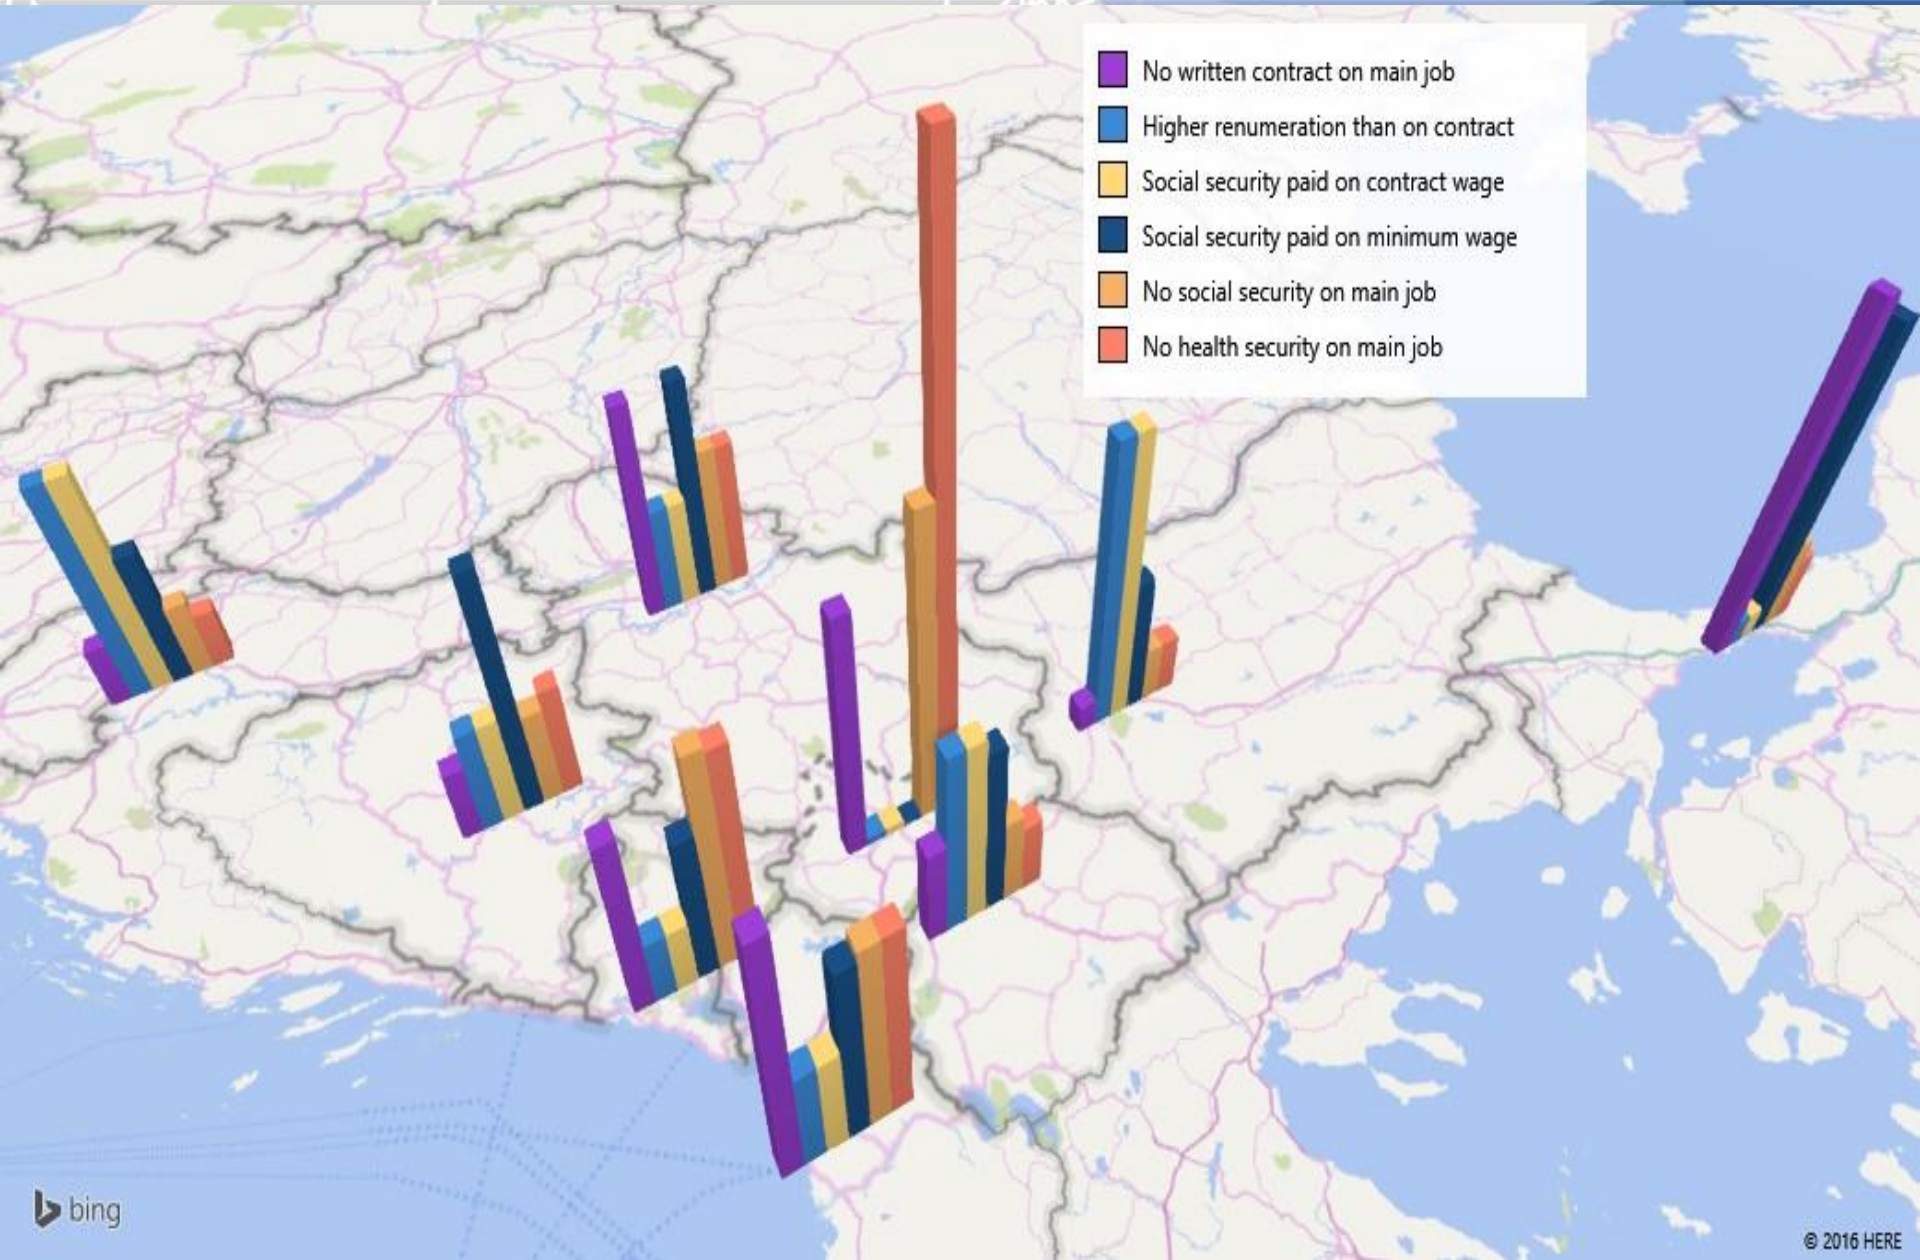 No written contract on main job
Higher renumeration than on contract
Social security paid on contract wage
Social security paid on minimum wage
No social security on main job
No health security on main job
bing
© 2016 HERE